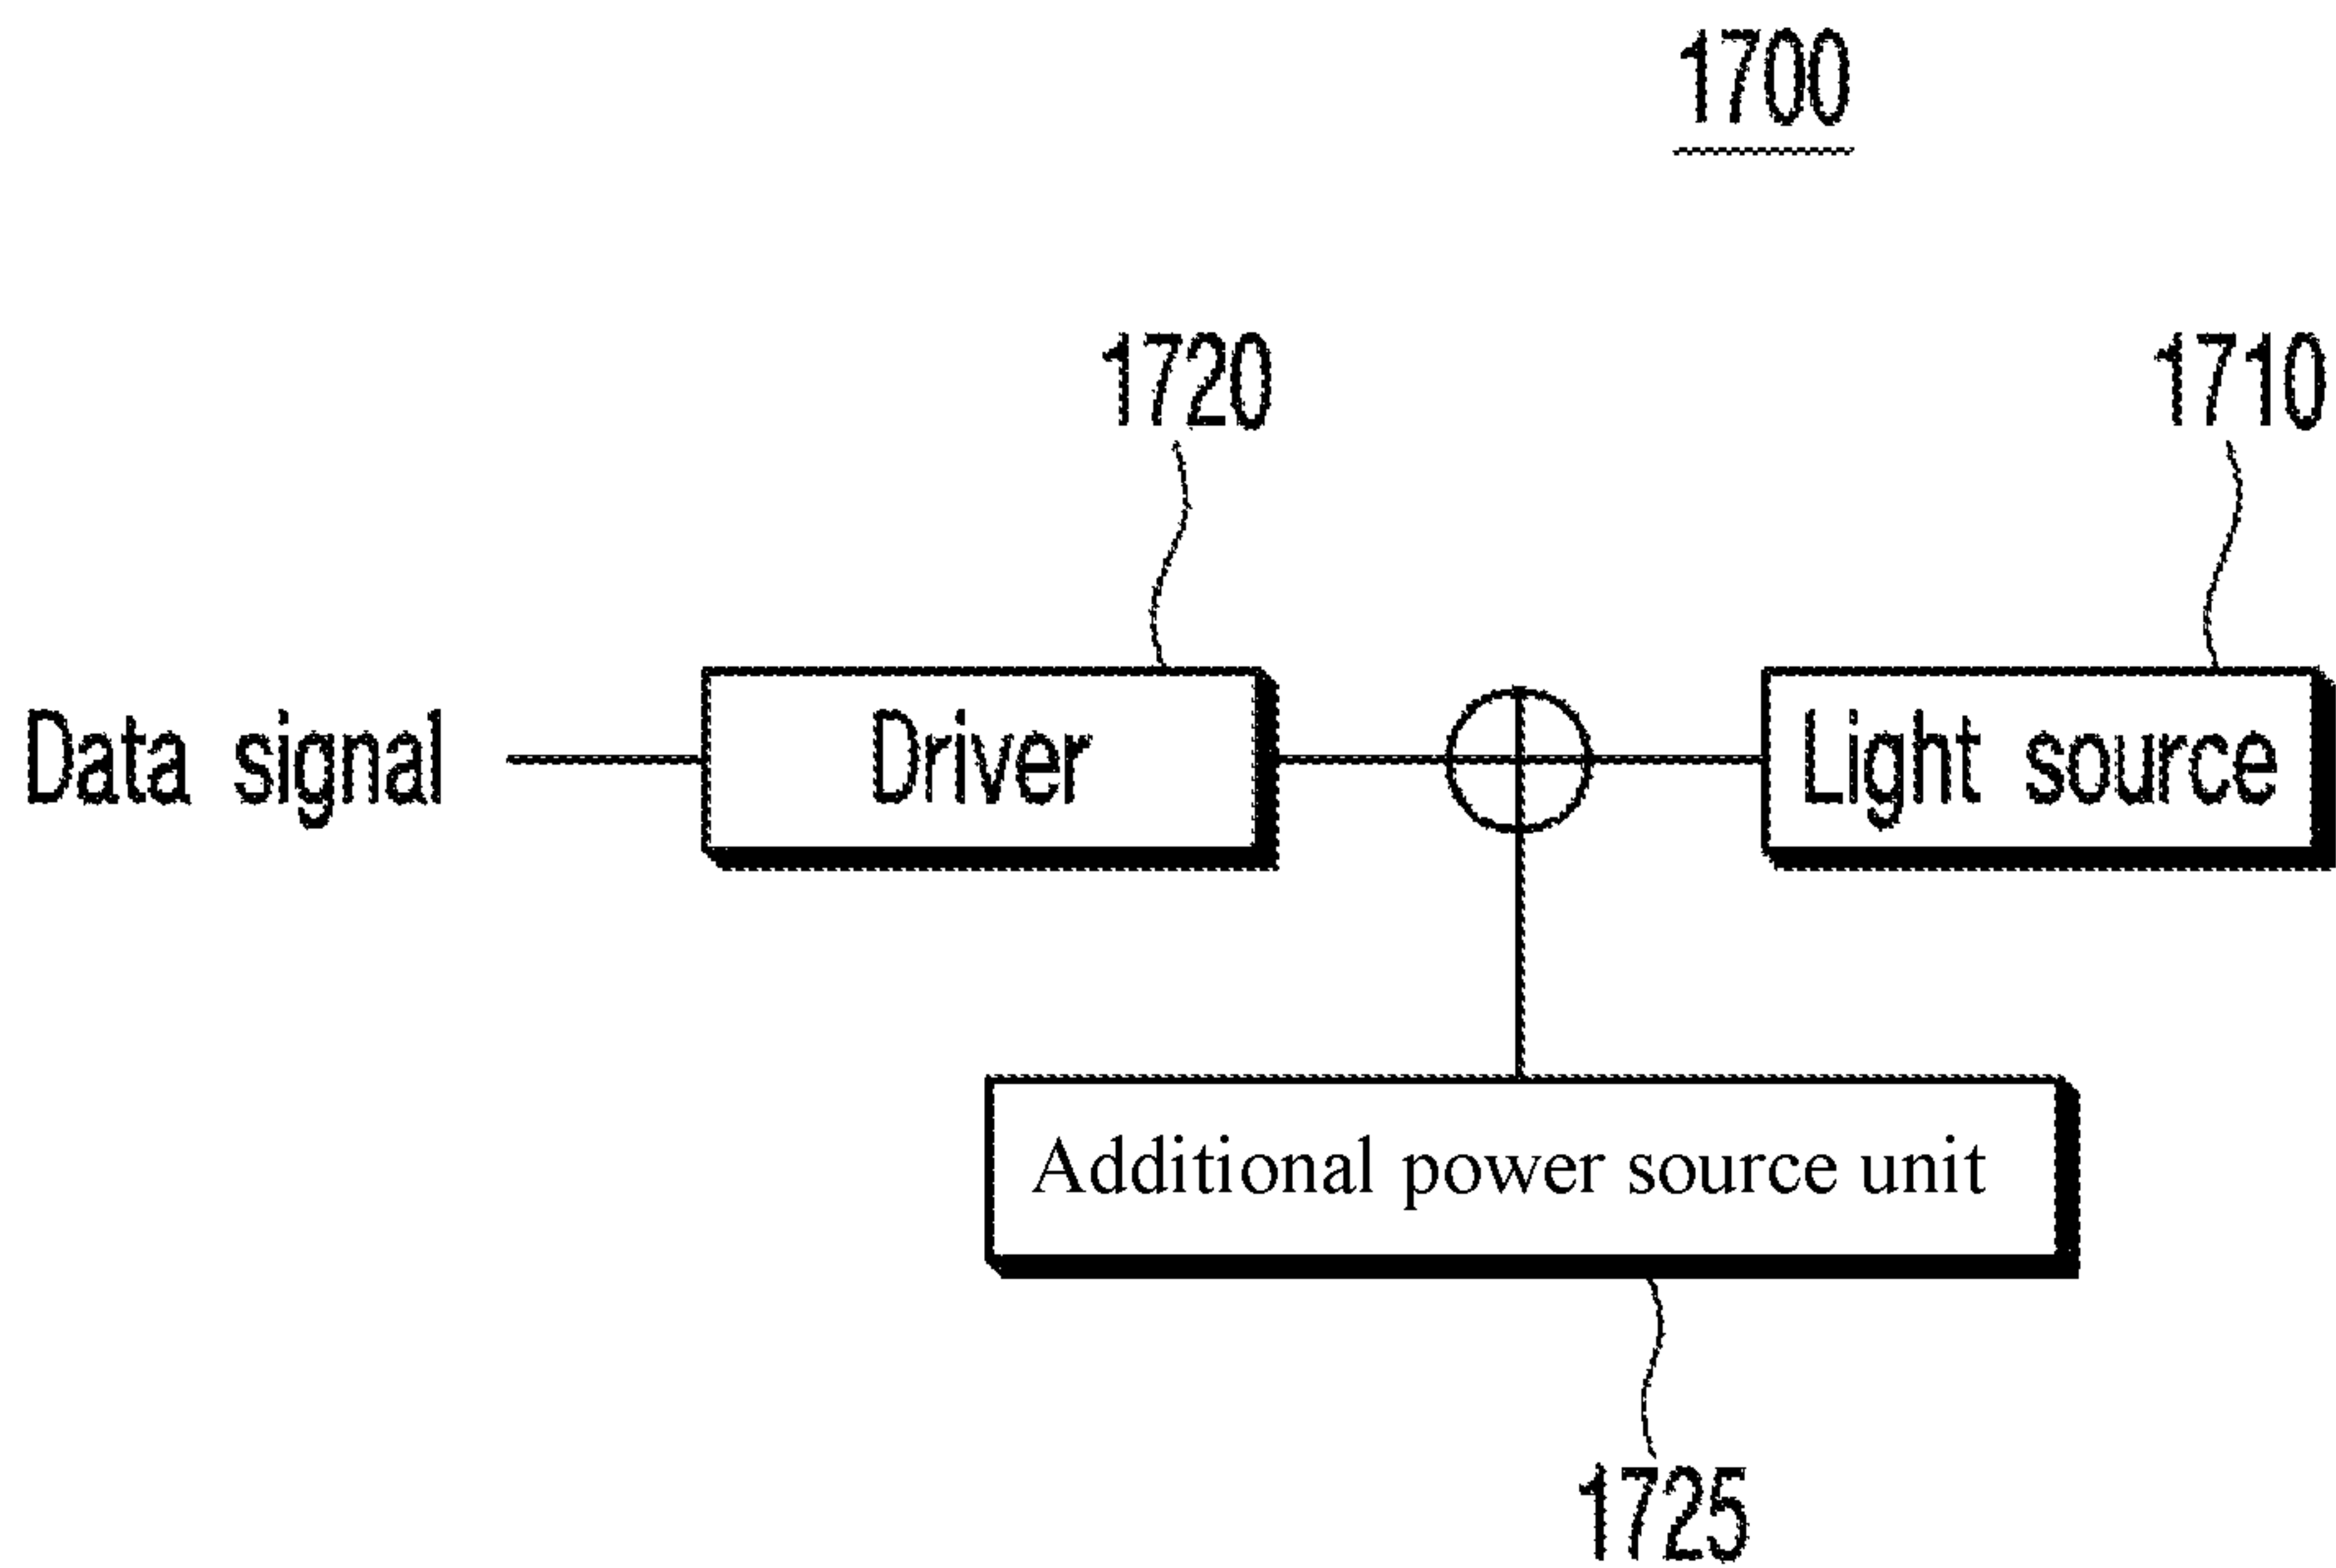 1700
1720
1710
Data signal
Driver
Light source
Additional power source unit
1725